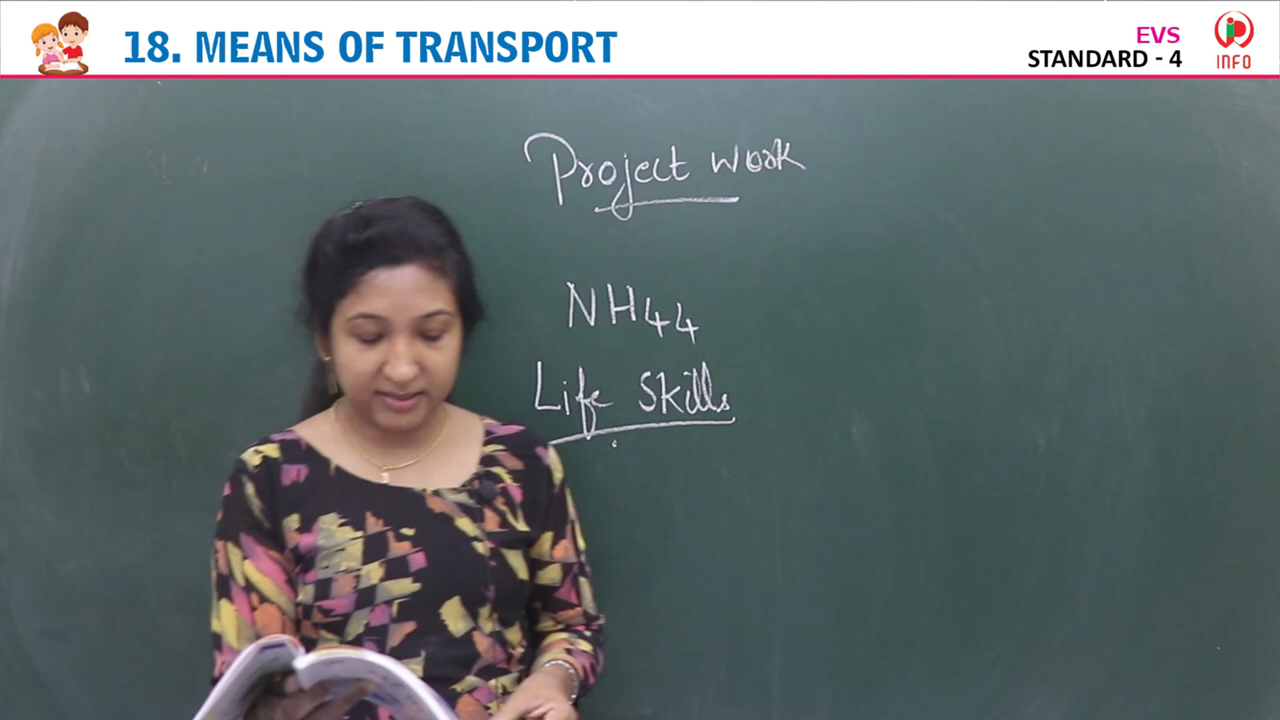 18. MEANS OF TRANSPORT
EVS
STANDARD - 4
INFO
Project Work
NH44
Life Skills